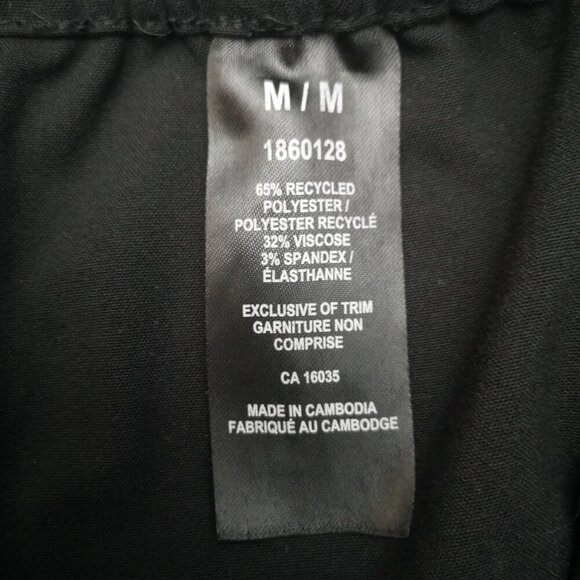 M / M
1860128
65% RECYCLED
POLYESTER /
POLYESTER RECYCLÉ
32% VISCOSE
3% SPANDEX /
ÉLASTHANNE
EXCLUSIVE OF TRIM
GARNITURE NON
COMPRISE
CA 16035
MADE IN CAMBODIA
FABRIQUÉ AU CAMBODGE